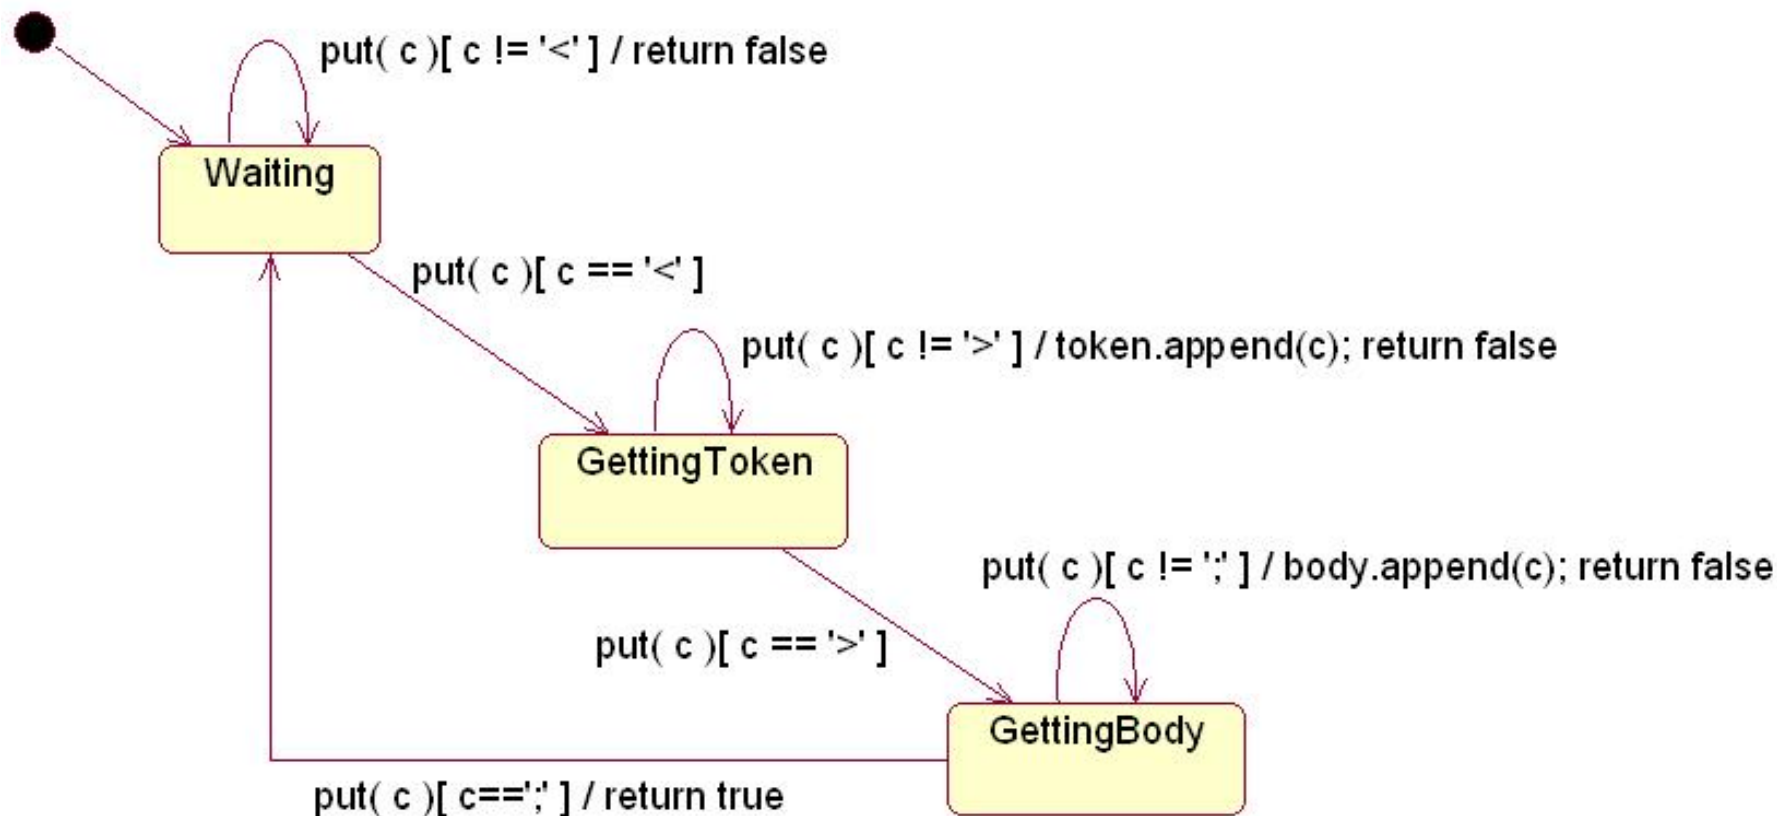 put( c )[ c != '<' ] / return false
Waiting
put( c )[ c == '<' ]
put( c )[ c != '>' ] / token.append(c); return false
GettingToken
put( c )[ c != ';' ] / body.append(c); return false
put( c )[ c == '>' ]
GettingBody
put( c )[ c==';' ] / return true